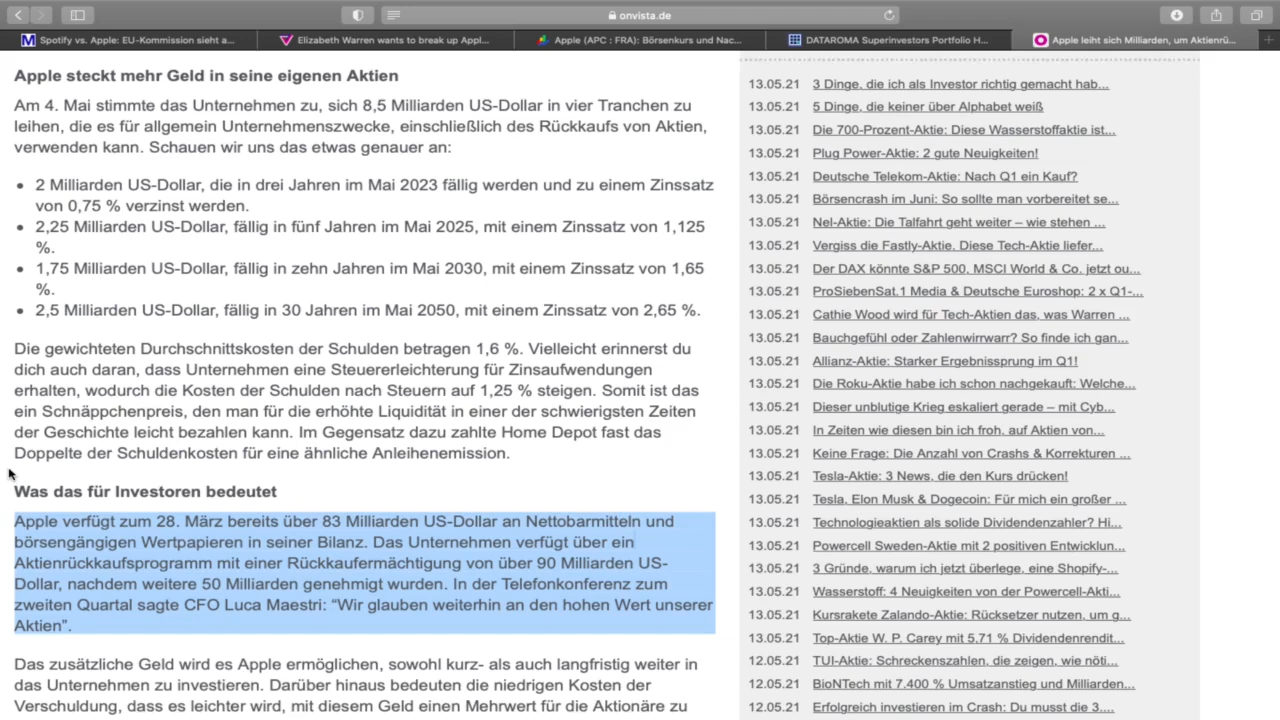 onvista.de
Spotify vs. Apple: EU-Kommission sieht a...
Elizabeth Warren wants to break up Appl...
Apple (APC : FRA): Börsenkurs und Nac...
DATAROMA Superinvestors Portfolio H...
Apple leiht sich Milliarden, um Aktienrü...
Apple steckt mehr Geld in seine eigenen Aktien
Am 4. Mai stimmte das Unternehmen zu, sich 8,5 Milliarden US-Dollar in vier Tranchen zu
leihen, die es für allgemein Unternehmenszwecke, einschließlich des Rückkaufs von Aktien,
verwenden kann. Schauen wir uns das etwas genauer an:
• 2 Milliarden US-Dollar, die in drei Jahren im Mai 2023 fällig werden und zu einem Zinssatz
von 0,75 % verzinst werden.
• 2,25 Milliarden US-Dollar, fällig in fünf Jahren im Mai 2025, mit einem Zinssatz von 1,125
%.
• 1,75 Milliarden US-Dollar, fällig in zehn Jahren im Mai 2030, mit einem Zinssatz von 1,65
%.
• 2,5 Milliarden US-Dollar, fällig in 30 Jahren im Mai 2050, mit einem Zinssatz von 2,65 %.
Die gewichteten Durchschnittskosten der Schulden betragen 1,6 %. Vielleicht erinnerst du
dich auch daran, dass Unternehmen eine Steuererleichterung für Zinsaufwendungen
erhalten, wodurch die Kosten der Schulden nach Steuern auf 1,25 % steigen. Somit ist das
ein Schnäppchenpreis, den man für die erhöhte Liquidität in einer der schwierigsten Zeiten
der Geschichte leicht bezahlen kann. Im Gegensatz dazu zahlte Home Depot fast das
Doppelte der Schuldenkosten für eine ähnliche Anleihenemission.
Was das für Investoren bedeutet
Apple verfügt zum 28. März bereits über 83 Milliarden US-Dollar an Nettobarmitteln und
börsengängigen Wertpapieren in seiner Bilanz. Das Unternehmen verfügt über ein
Aktienrückkaufsprogramm mit einer Rückkaufermächtigung von über 90 Milliarden US-
Dollar, nachdem weitere 50 Milliarden genehmigt wurden. In der Telefonkonferenz zum
zweiten Quartal sagte CFO Luca Maestri: “Wir glauben weiterhin an den hohen Wert unserer
Aktien”.
Das zusätzliche Geld wird es Apple ermöglichen, sowohl kurz- als auch langfristig weiter in
das Unternehmen zu investieren. Darüber hinaus bedeuten die niedrigen Kosten der
Verschuldung, dass es leichter wird, mit diesem Geld einen Mehrwert für die Aktionäre zu
13.05.21 3 Dinge, die ich als Investor richtig gemacht hab...
13.05.21 5 Dinge, die keiner über Alphabet weiß
13.05.21 Die 700-Prozent-Aktie: Diese Wasserstoffaktie ist...
13.05.21 Plug Power-Aktie: 2 gute Neuigkeiten!
13.05.21 Deutsche Telekom-Aktie: Nach Q1 ein Kauf?
13.05.21 Börsencrash im Juni: So sollte man vorbereitet se...
13.05.21 Nel-Aktie: Die Talfahrt geht weiter – wie stehen ...
13.05.21 Vergiss die Fastly-Aktie. Diese Tech-Aktie liefer...
13.05.21 Der DAX könnte S&P 500, MSCI World & Co. jetzt ou...
13.05.21 ProSiebenSat.1 Media & Deutsche Euroshop: 2 x Q1-...
13.05.21 Cathie Wood wird für Tech-Aktien das, was Warren ...
13.05.21 Bauchgefühl oder Zahlenwirrwarr? So finde ich gan...
13.05.21 Allianz-Aktie: Starker Ergebnissprung im Q1!
13.05.21 Die Roku-Aktie habe ich schon nachgekauft: Welche...
13.05.21 Dieser unblutige Krieg eskaliert gerade – mit Cyb...
13.05.21 In Zeiten wie diesen bin ich froh, auf Aktien von...
13.05.21 Keine Frage: Die Anzahl von Crashs & Korrekturen ...
13.05.21 Tesla-Aktie: 3 News, die den Kurs drücken!
13.05.21 Tesla, Elon Musk & Dogecoin: Für mich ein großer ...
13.05.21 Technologieaktien als solide Dividendenzahler? Hi...
13.05.21 Powercell Sweden-Aktie mit 2 positiven Entwicklun...
13.05.21 3 Gründe, warum ich jetzt überlege, eine Shopify-...
13.05.21 Wasserstoff: 4 Neuigkeiten von der Powercell-Akti...
13.05.21 Kursrakete Zalando-Aktie: Rücksetzer nutzen, um g...
13.05.21 Top-Aktie W. P. Carey mit 5,71 % Dividendenrendit...
12.05.21 TUI-Aktie: Schreckenszahlen, die zeigen, wie nöti...
12.05.21 BioNTech mit 7.400 % Umsatzanstieg und Milliarden...
12.05.21 Erfolgreich investieren im Crash: Du musst die 3....